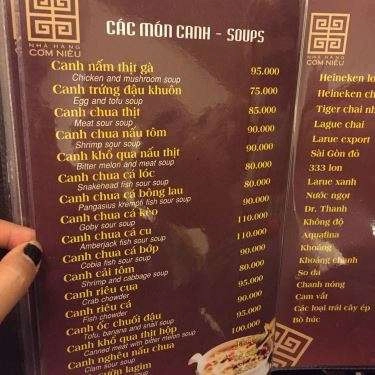 NHÀ HÀNG
CƠM NIÊU
CÁC MÓN CANH - SOUPS
Canh nấm thịt gà 95.000
Chicken and mushroom soup
Canh trứng đậu khuôn 75.000
Egg and tofu soup
Canh chua thịt 85.000
Meat sour soup
Canh chua nấu tôm 90.000
Shrimp sour soup
Canh khổ qua nấu thịt 90.000
Bitter melon and meat soup
Canh chua cá lóc 80.000
Snakehead fish sour soup
Canh chua cá bông lau 80.000
Pangasius krempfi fish sour soup
Canh chua cá kèo 90.000
Goby sour soup
Canh chua cá cu 110.000
Amberjack fish sour soup
Canh chua cá bớp 110.000
Cobia fish sour soup
Canh cải tôm 90.000
Shrimp and cabbage soup
Canh riêu cua 80.000
Crab chowder
Canh riêu cá 95.000
Fish chowder
Canh ốc chuối đậu 90.000
Tofu, banana and snail soup
Canh khổ qua thịt hộp 95.000
Canned meat with bitter melon soup
Canh nghêu nấu chua 100.000
Clam sour soup
lagim
NHÀ HÀNG
CƠM NIÊU
Heineken lo
Heineken ch
Tiger chai nh
Lague chai
Larue export
Sài Gòn đỏ
333 lon
Larue xanh
Nước ngọt
Dr. Thanh
Không độ
Aquafina
Khoáng
Khoáng chanh
So da
Chanh nóng
Cam vắt
Các loại trái cây ép
Bò húc